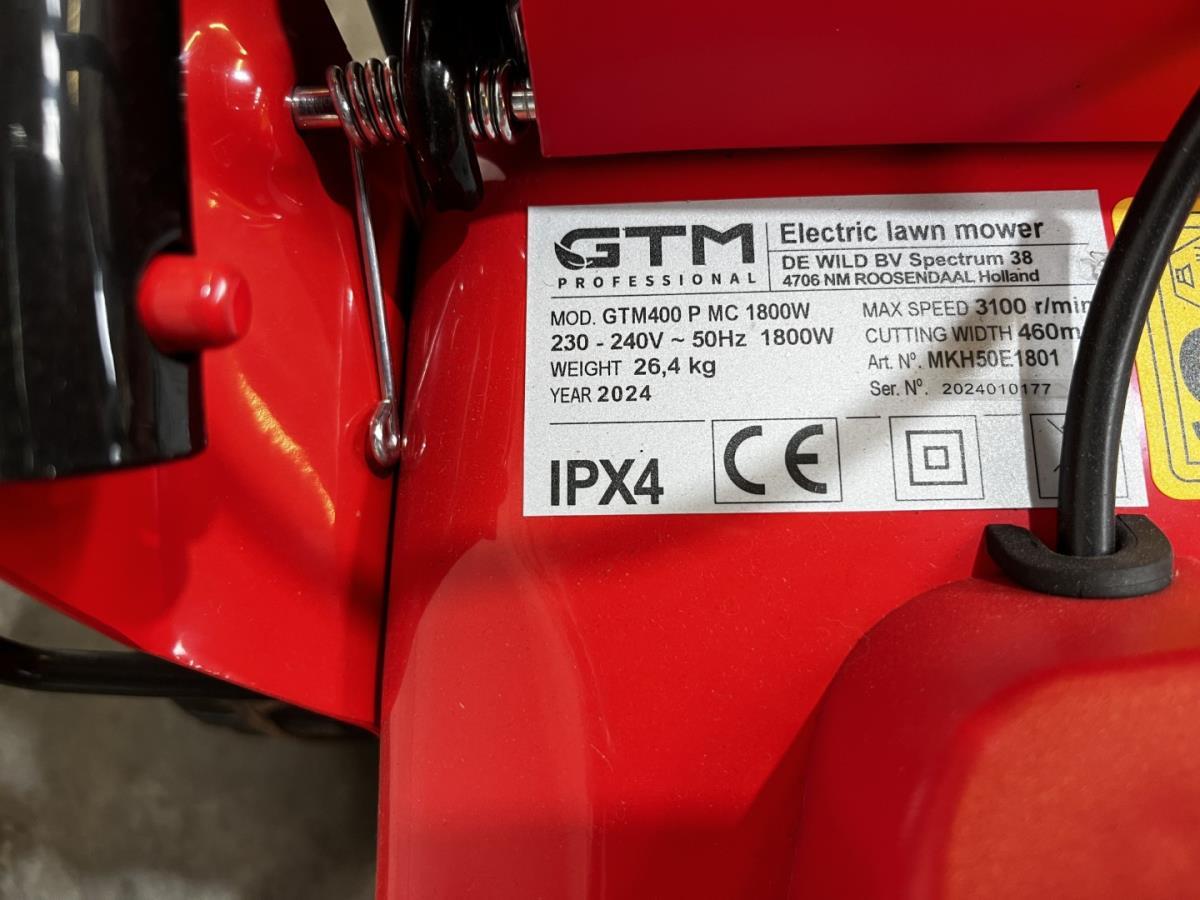 GTM
PROFESSIONAL
Electric lawn mower
DE WILD BV Spectrum 38
4706 NM ROOSENDAAL Holland
MOD. GTM400 P MC 1800W
230 - 240V ~ 50Hz 1800W
WEIGHT 26,4 kg
YEAR 2024
MAX SPEED 3100 r/min
CUTTING WIDTH 460m
Art. Nº. MKH50E1801
Ser. Nº. 2024010177
IPX4
CE